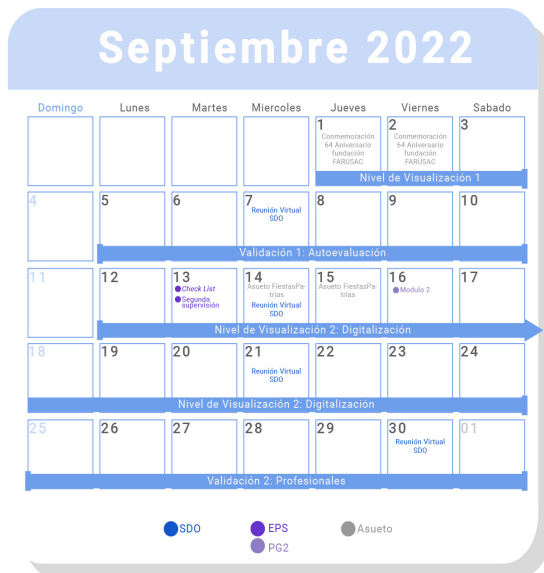 Septiembre 2022
Domingo Lunes Martes Miercoles Jueves Viernes Sabado
1 2 3
Conmemoración Conmemoración
64 Aniversario 64 Aniversario
fundación fundación
FARUSAC FARUSAC
Nivel de Visualización 1
4 5 6 7 8 9 10
Reunión Virtual
SDO
Validación 1: Autoevaluación
11 12 13 14 15 16 17
Check List Asueto FiestasPa- Asueto FiestasPa- Modulo 2
trias trias
Segunda Reunión Virtual
supervisión SDO
Nivel de Visualización 2: Digitalización
18 19 20 21 22 23 24
Reunión Virtual
SDO
Nivel de Visualización 2: Digitalización
25 26 27 28 29 30 01
Reunión Virtual
SDO
Validación 2: Profesionales
SDO EPS Asueto
PG2